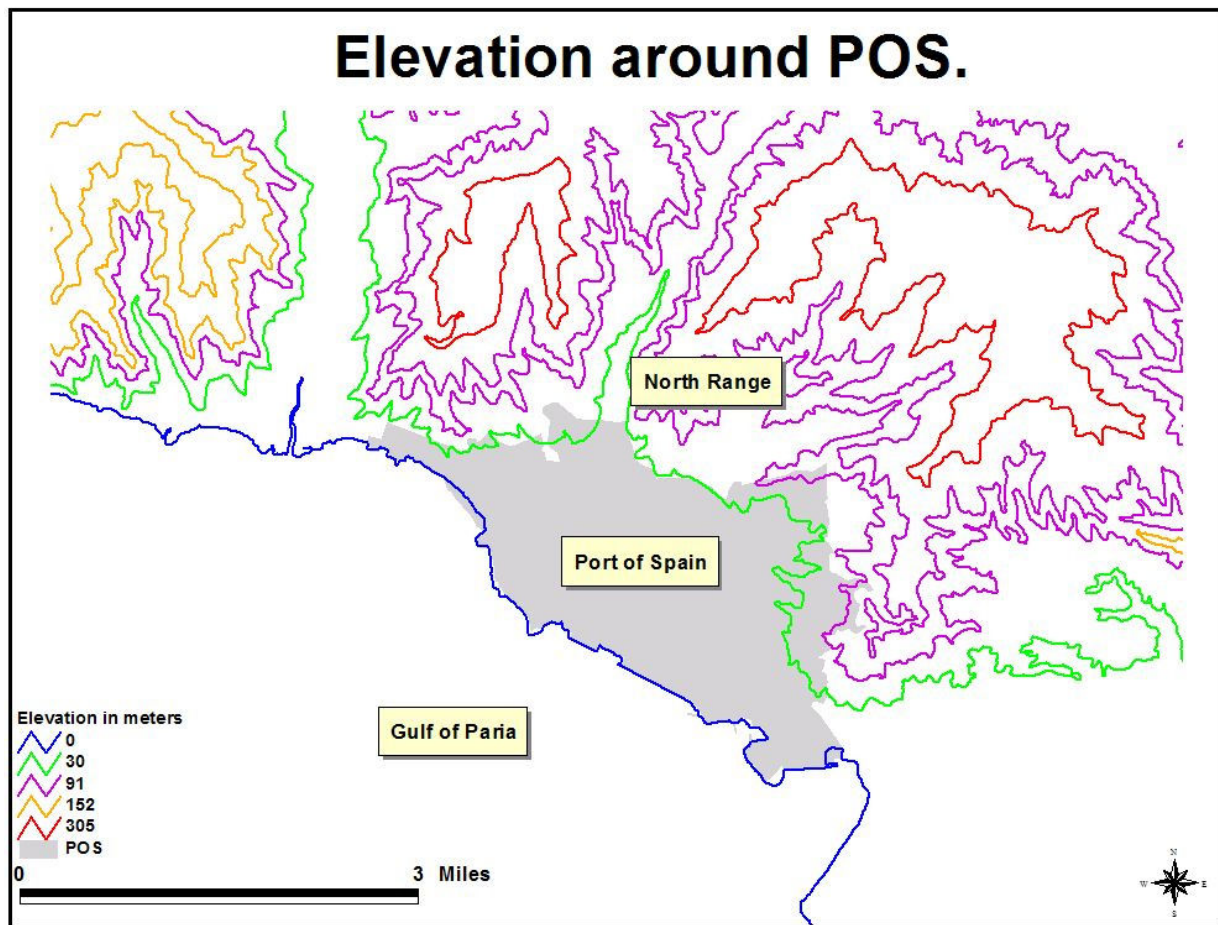 Elevation around POS.
North Range
Port of Spain
Gulf of Paria
Elevation in meters
0
30
91
152
305
POS
0 3 Miles
N
W E
S